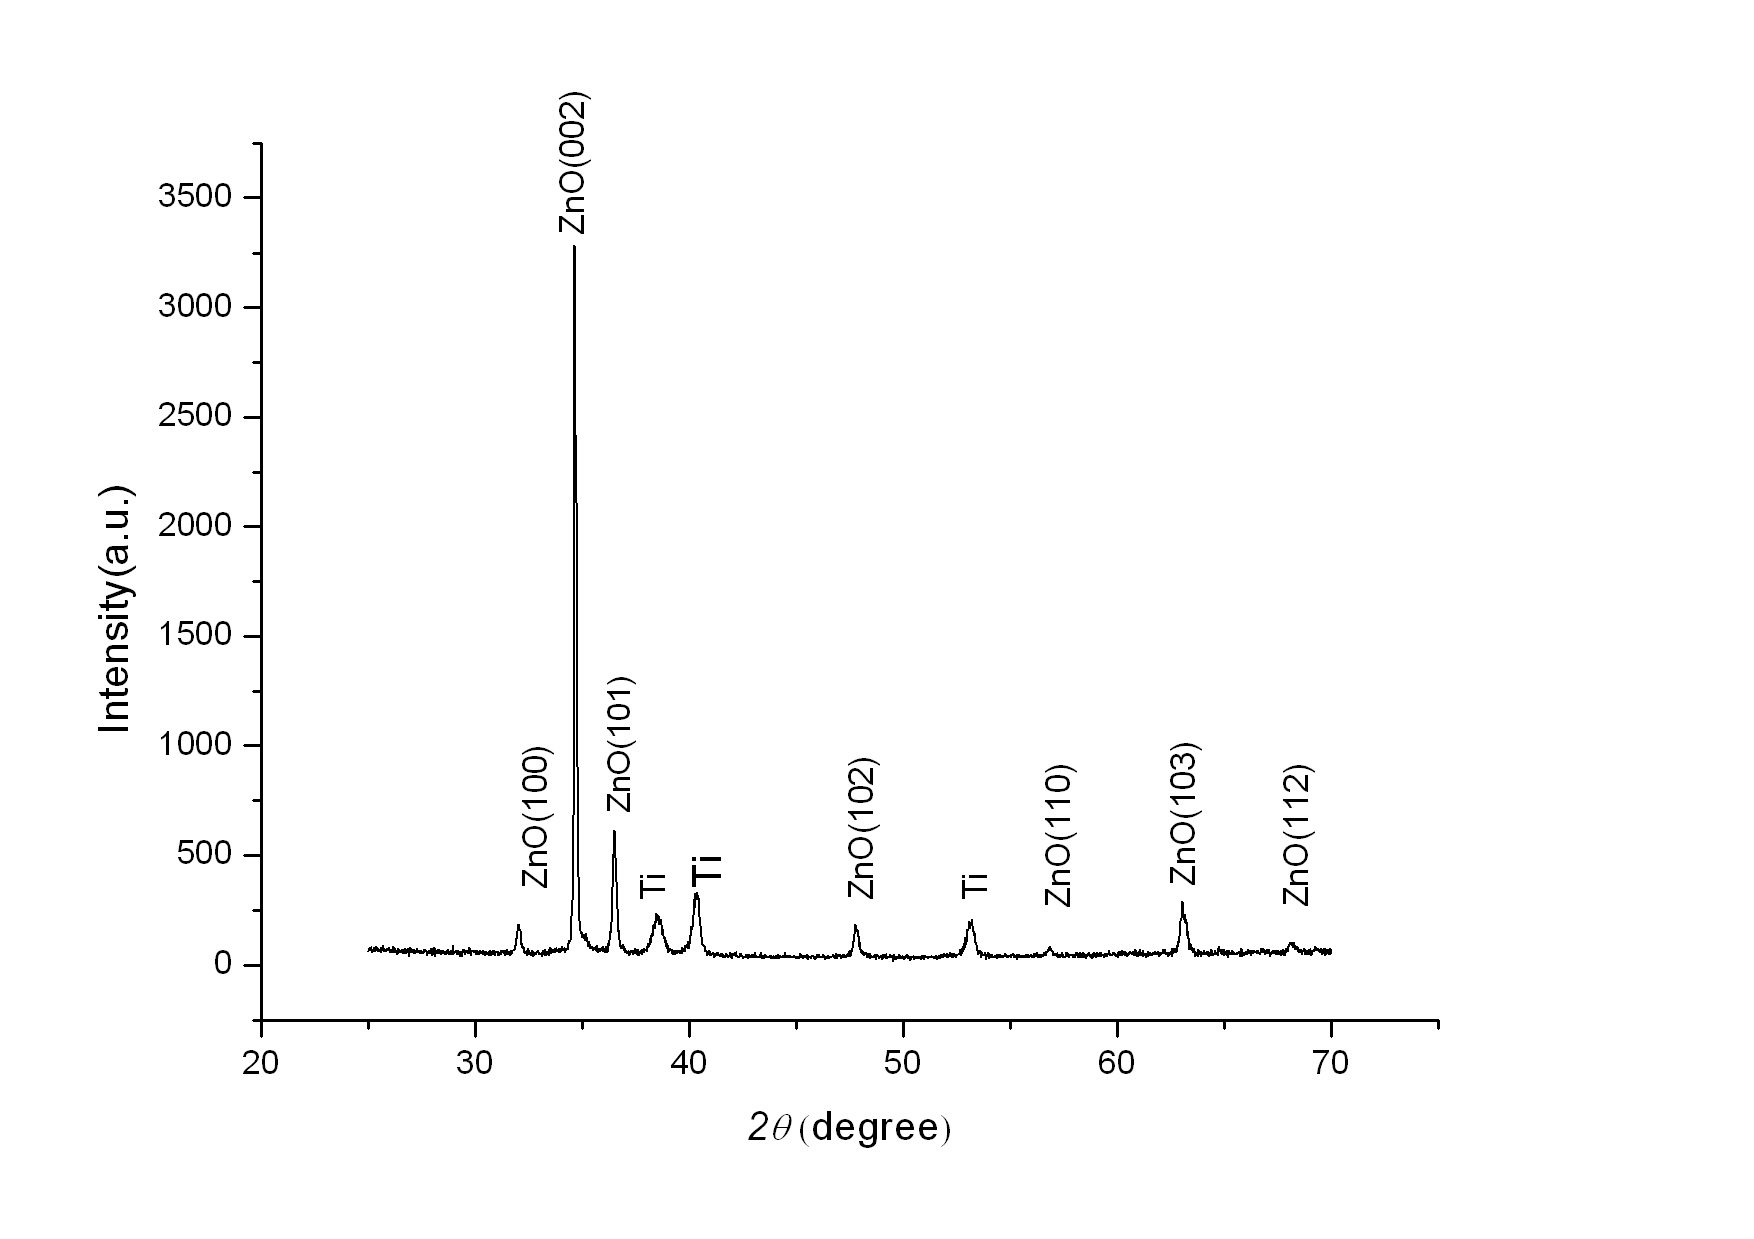 ZnO(002)
3500
3000
2500
2000
1500
1000
500
0
Intensity(a.u.)
ZnO(100)
ZnO(101)
Ti
Ti
ZnO(102)
Ti
ZnO(110)
ZnO(103)
ZnO(112)
20
30
40
50
60
70
2θ (degree)